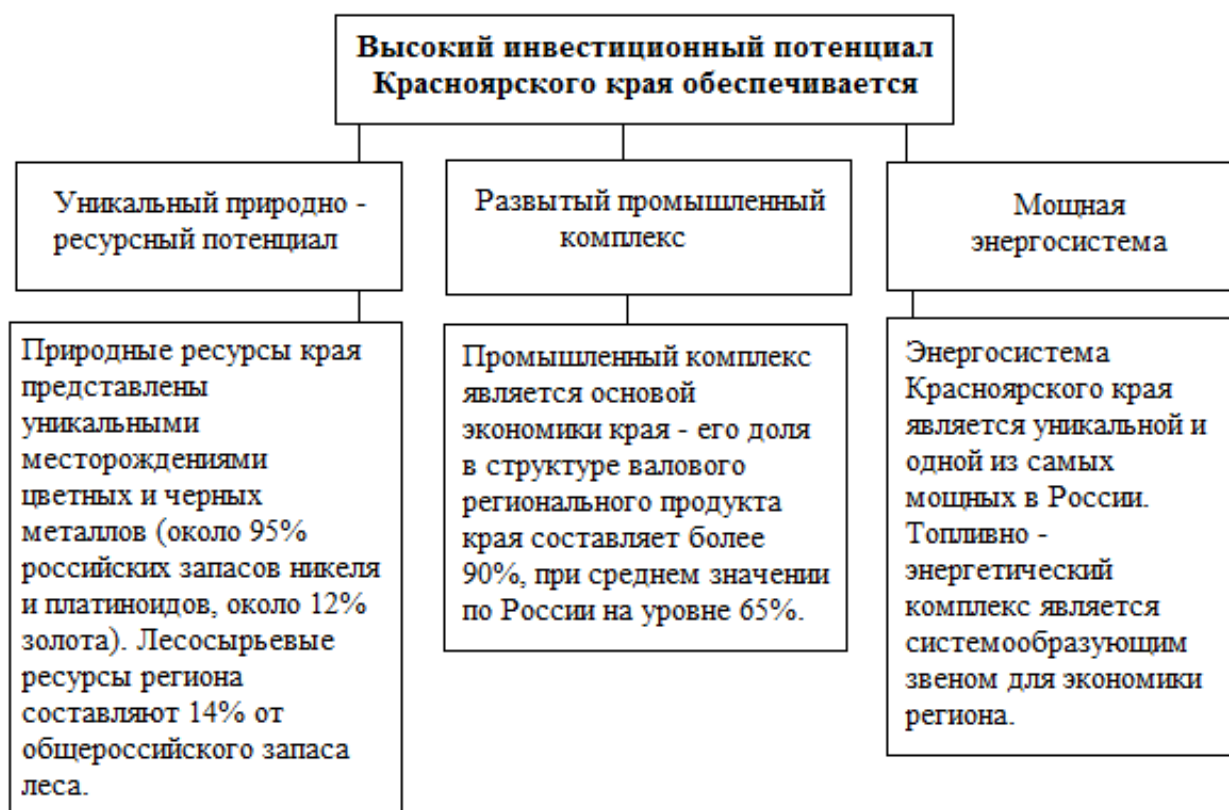 Высокий инвестиционный потенциал
Красноярского края обеспечивается
Уникальный природно -
ресурсный потенциал
Развытый промышленный
комплекс
Мощная
энергосистема
Природные ресурсы края
представлены
уникальными
месторождениями
цветных и черных
металлов (около 95%
российских запасов никеля
и платиноидов, около 12%
золота). Лесосырьевые
ресурсы региона
составляют 14% от
общероссийского запаса
леса.
Промышленный комплекс
является основой
экономики края - его доля
в структуре валового
регионального продукта
края составляет более
90%, при среднем значении
по России на уровне 65%.
Энергосистема
Красноярского края
является уникальной и
одной из самых
мощных в России.
Топливно -
энергетический
комплекс является
системообразующим
звеном для экономики
региона.